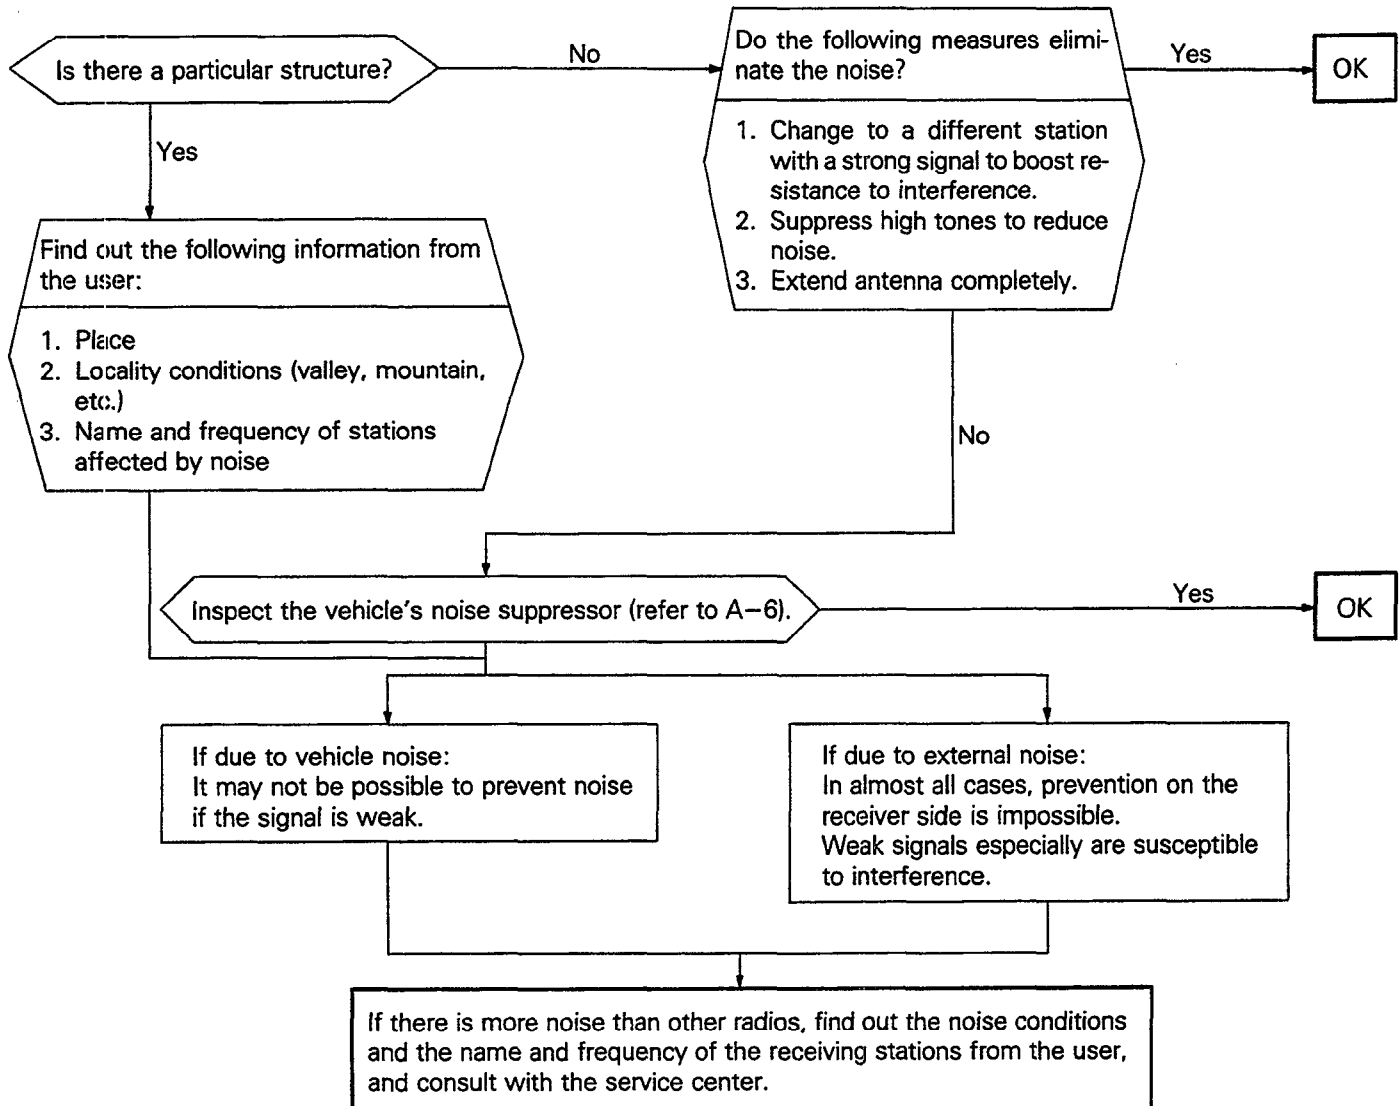 Is there a particular structure?
No
Do the following measures elimi-
nate the noise?
Yes
OK
1. Change to a different station
with a strong signal to boost re-
sistance to interference.
2. Suppress high tones to reduce
noise.
3. Extend antenna completely.
Yes
Find out the following information from
the user:
1. Place
2. Locality conditions (valley, mountain,
etc.)
3. Name and frequency of stations
affected by noise
No
Inspect the vehicle's noise suppressor (refer to A–6).
Yes
OK
If due to vehicle noise:
It may not be possible to prevent noise
if the signal is weak.
If due to external noise:
In almost all cases, prevention on the
receiver side is impossible.
Weak signals especially are susceptible
to interference.
If there is more noise than other radios, find out the noise conditions
and the name and frequency of the receiving stations from the user,
and consult with the service center.